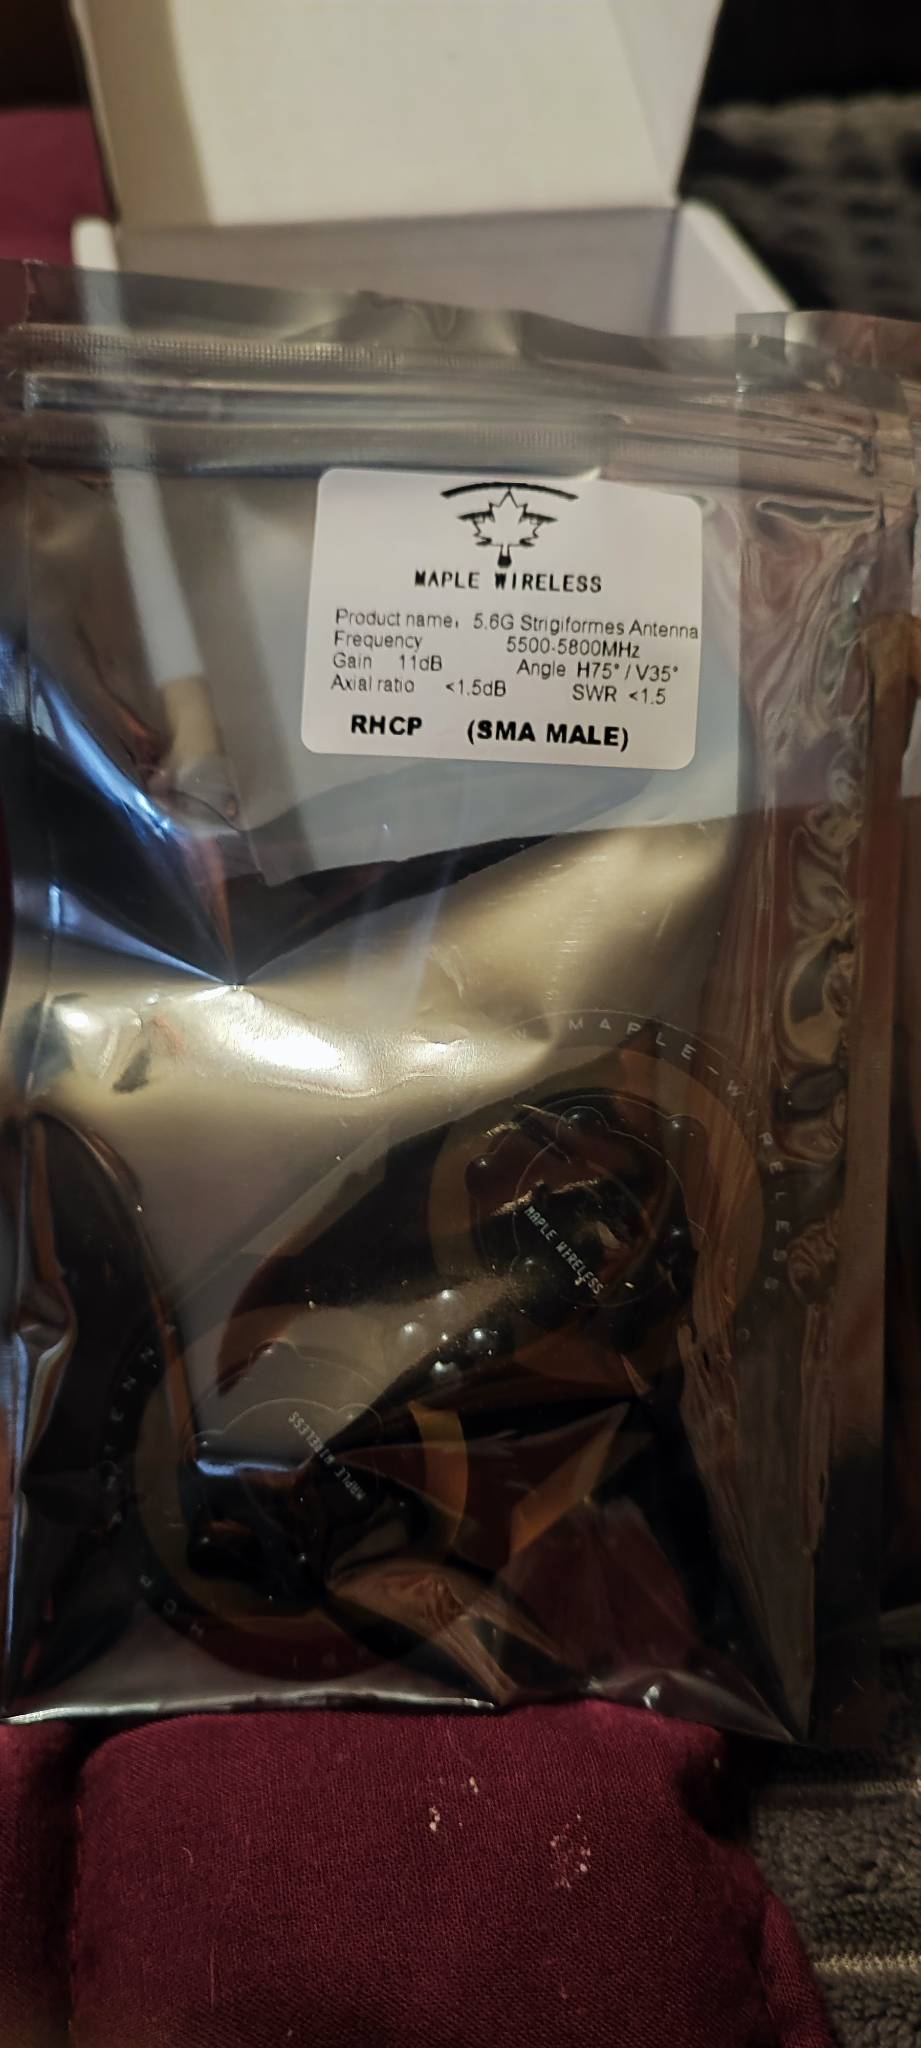 MAPLE WIRELESS
Product name: 5.6G Strigiformes Antenna
Frequency 5500-5800MHz
Gain 11dB Angle H75° / V35°
Axial ratio <1.5dB SWR <1.5
RHCP (SMA MALE)
MAPLE-WIRELESS
MAPLE WIRELESS
MAPLE WIRELESS